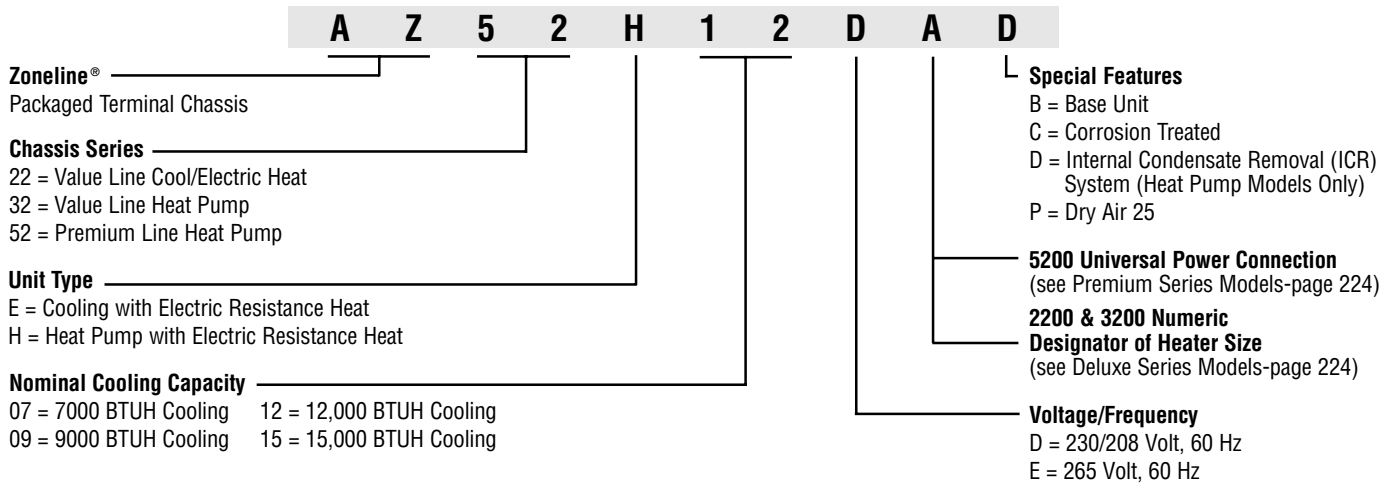 A Z 5 2 H 1 2 D A D
Zoneline®
Packaged Terminal Chassis
Chassis Series
22 = Value Line Cool/Electric Heat
32 = Value Line Heat Pump
52 = Premium Line Heat Pump
Unit Type
E = Cooling with Electric Resistance Heat
H = Heat Pump with Electric Resistance Heat
Nominal Cooling Capacity
07 = 7000 BTUH Cooling 12 = 12,000 BTUH Cooling
09 = 9000 BTUH Cooling 15 = 15,000 BTUH Cooling
Special Features
B = Base Unit
C = Corrosion Treated
D = Internal Condensate Removal (ICR)
System (Heat Pump Models Only)
P = Dry Air 25
5200 Universal Power Connection
(see Premium Series Models-page 224)
2200 & 3200 Numeric
Designator of Heater Size
(see Deluxe Series Models-page 224)
Voltage/Frequency
D = 230/208 Volt, 60 Hz
E = 265 Volt, 60 Hz